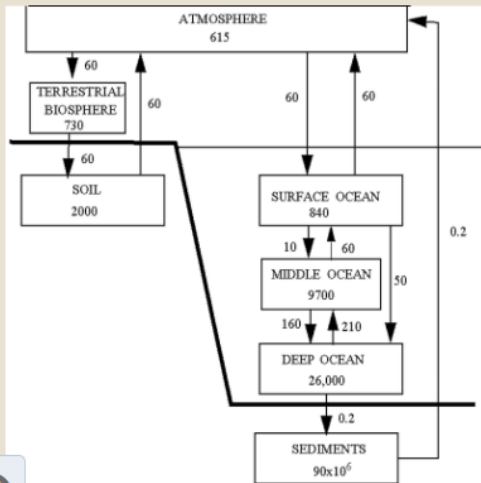 ATMOSPHERE
615
60
60
60
60
TERRESTRIAL
BIOSPHERE
730
60
SOIL
2000
SURFACE OCEAN
840
0.2
10
60
50
MIDDLE OCEAN
9700
160
210
DEEP OCEAN
26,000
0.2
SEDIMENTS
90x10⁶